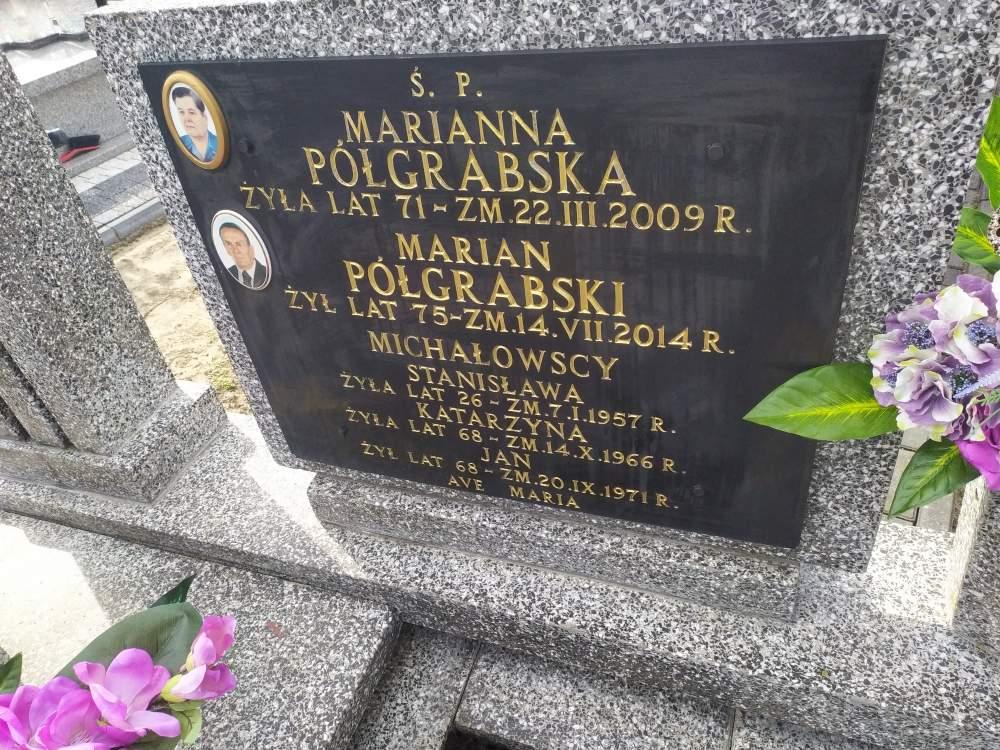 Ś. P.
MARIANNA
PÓŁGRABSKA
ŻYŁA LAT 71 - ZM.22.III.2009 R.
MARIAN
PÓŁGRABSKI
ŻYŁ LAT 75-ZM.14.VII.2014 R.
MICHAŁOWSCY
STANISŁAWA
ŻYŁA LAT 26 - ZM.7.I.1957 R.
KATARZYNA
ŻYŁA LAT 68 - ZM.14.X.1966 R.
JAN
ŻYŁ LAT 68 - ZM.20.IX.1971 R.
AVE MARIA